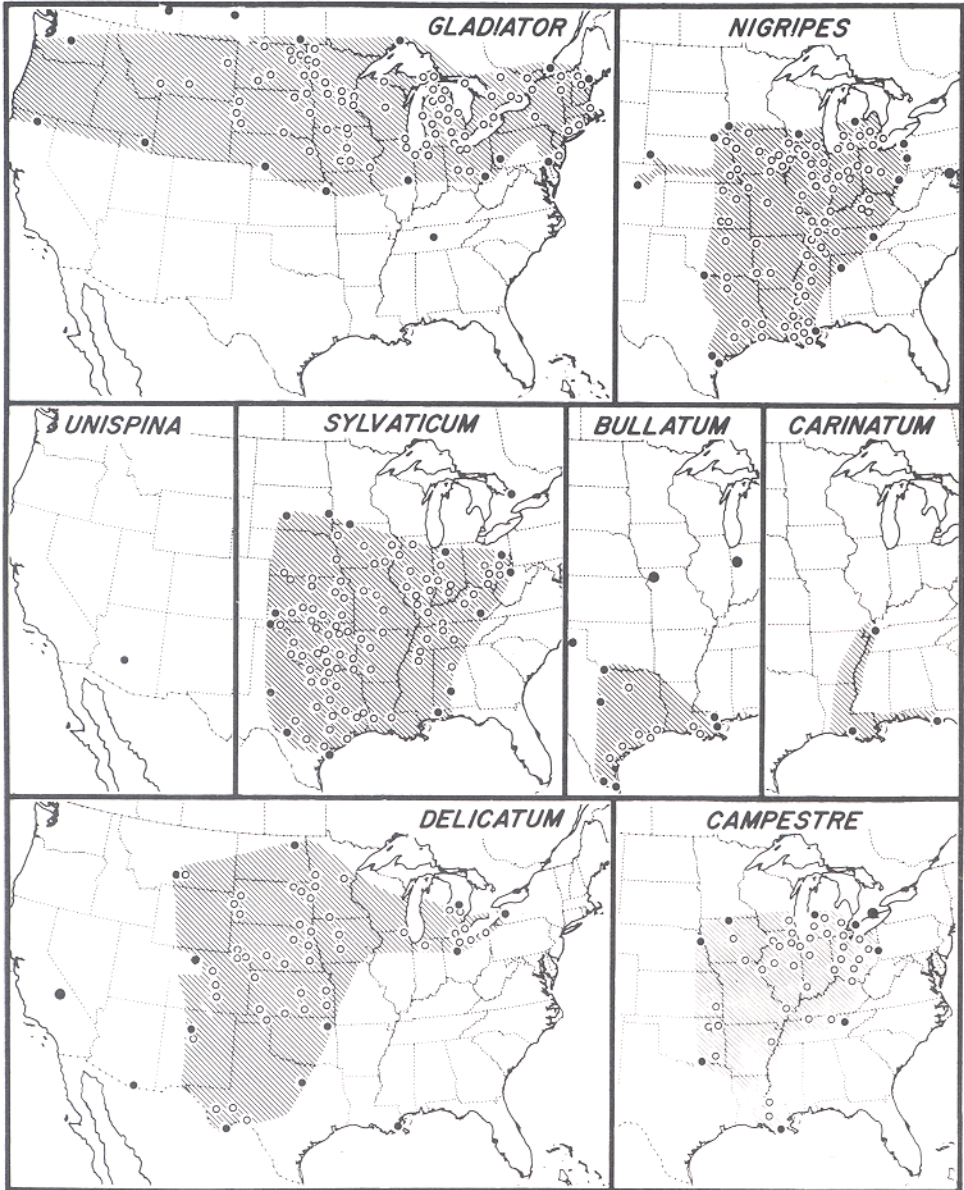 GLADIATOR
NIGRIPES
UNISPINA
SYLVATICUM
BULLATUM
CARINATUM
DELICATUM
CAMPESTRE